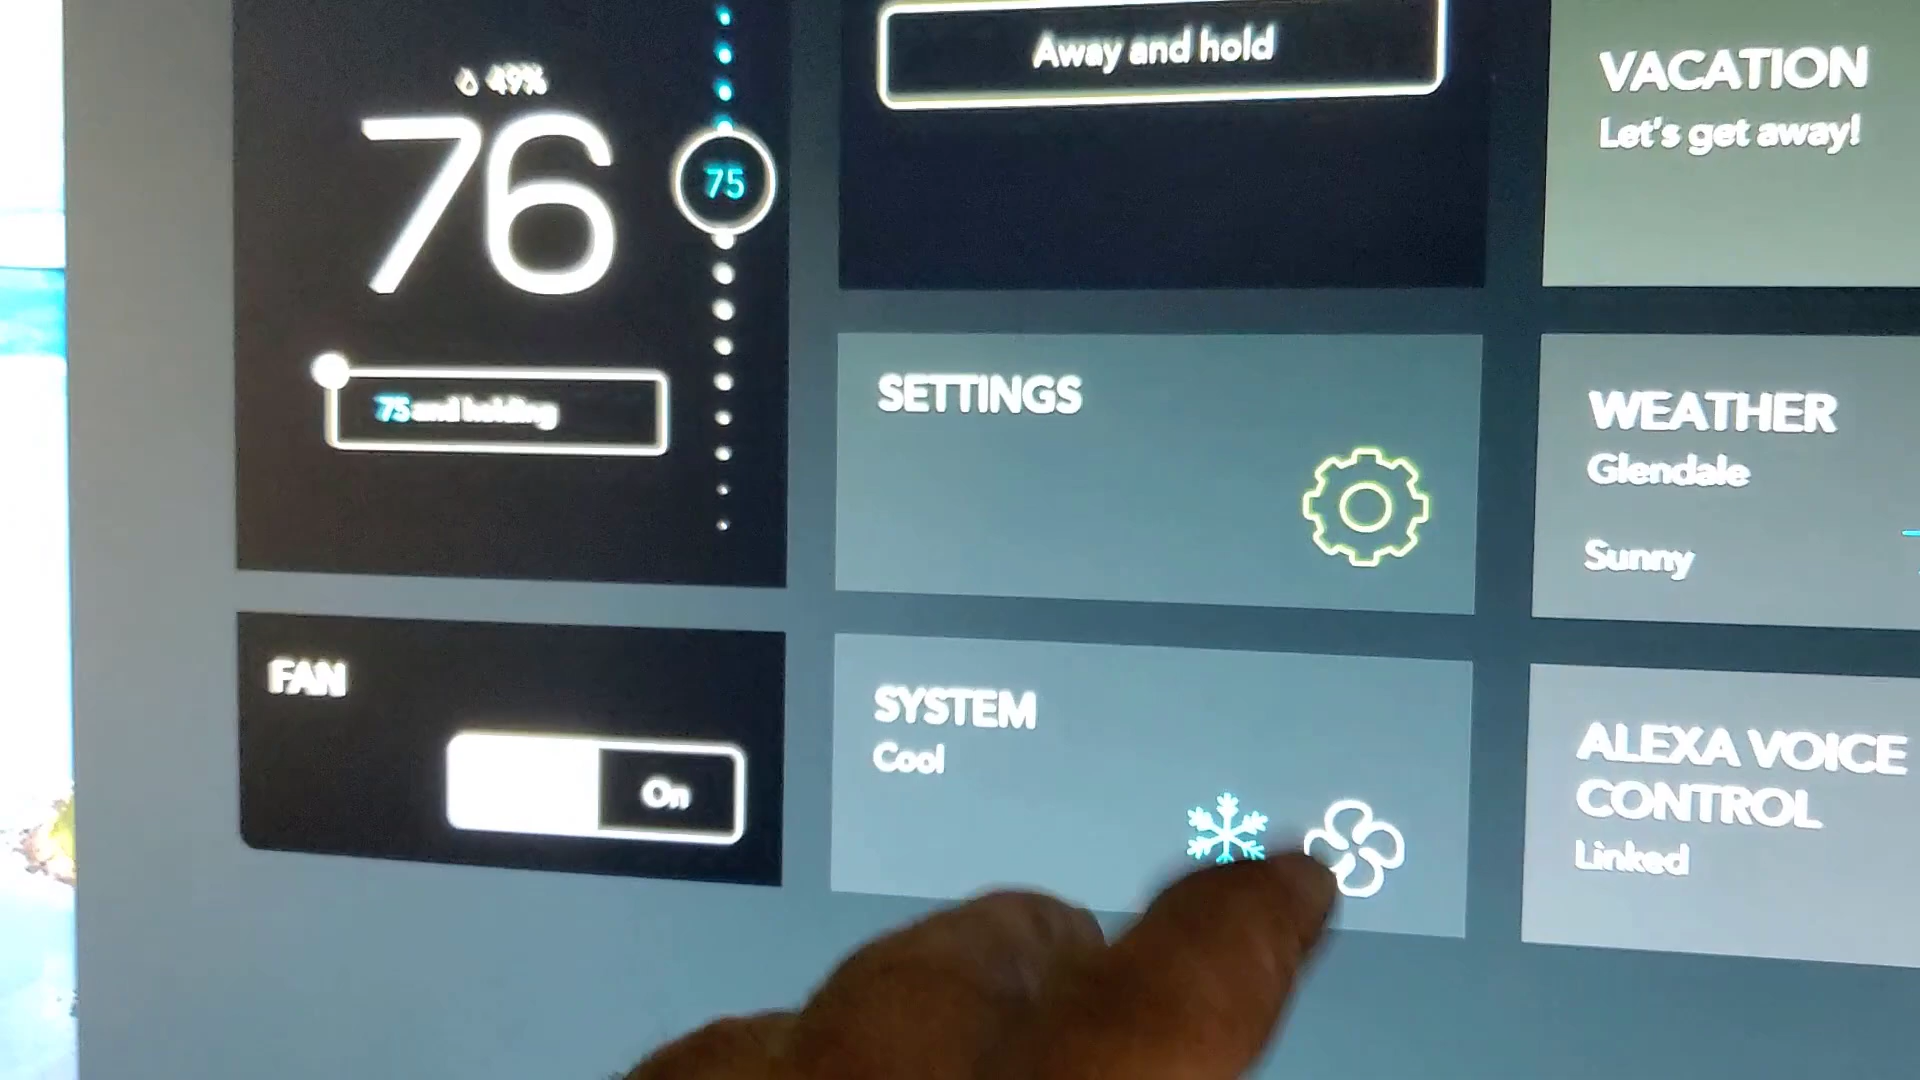 49%
76
75
75 and holding
FAN
On
Away and hold
SETTINGS
SYSTEM
Cool
VACATION
Let's get away!
WEATHER
Glendale
Sunny
ALEXA VOICE
CONTROL
Linked